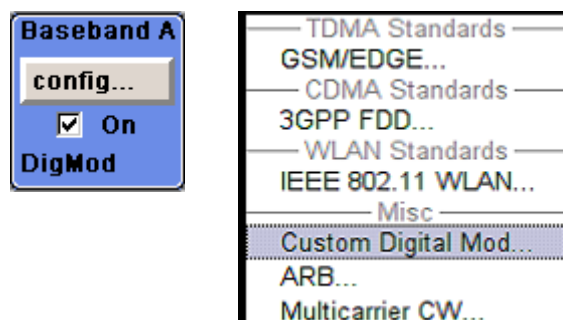 Baseband A
config...
On
DigMod
TDMA Standards
GSM/EDGE...
CDMA Standards
3GPP FDD...
WLAN Standards
IEEE 802.11 WLAN...
Misc
Custom Digital Mod...
ARB...
Multicarrier CW...